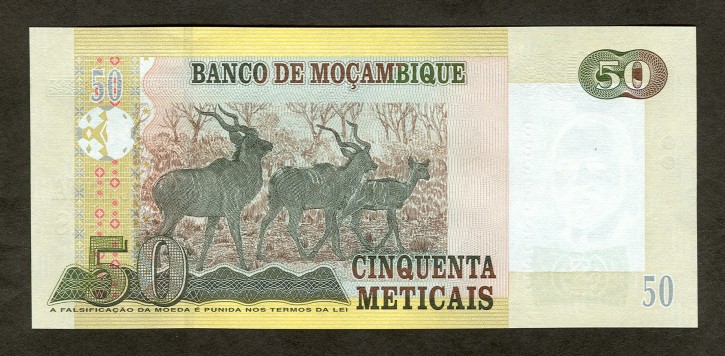 50
BANCO DE MOÇAMBIQUE
50
50
CINQUENTA
METICAIS
50
A FALSIFICAÇÃO DA MOEDA É PUNIDA NOS TERMOS DA LEI